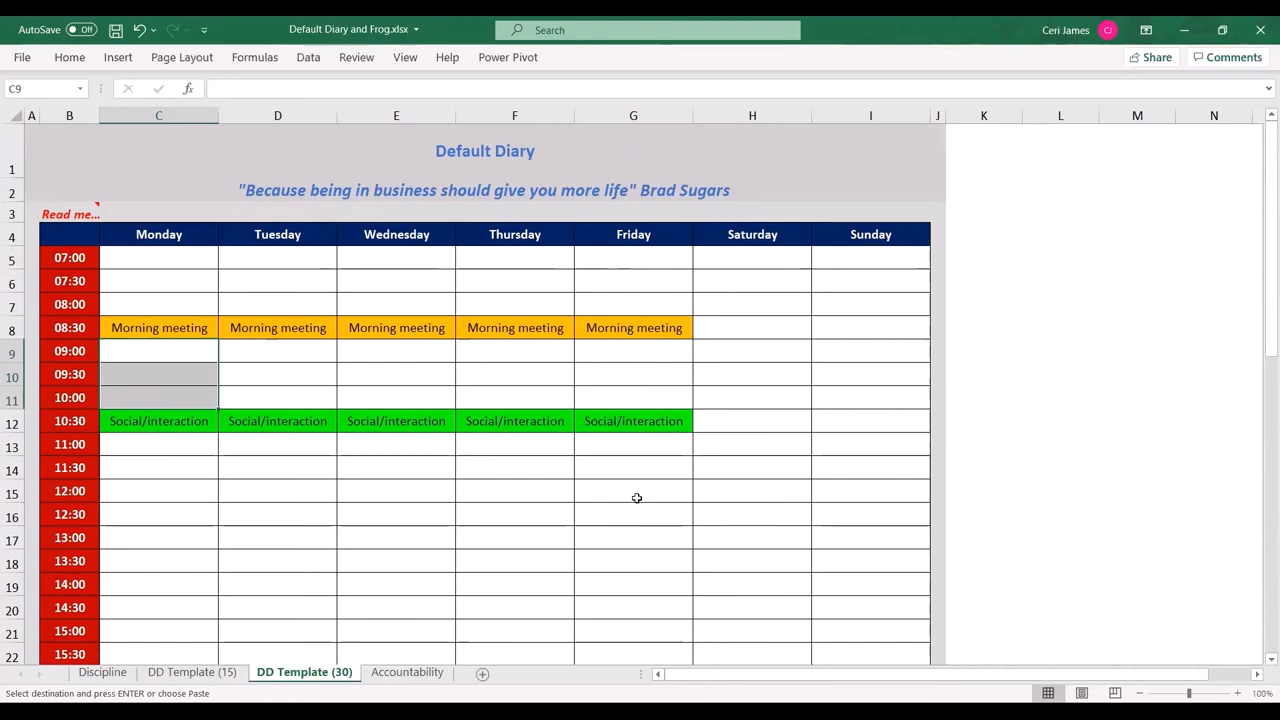 AutoSave Off Default Diary and Frog.xlsx Search Ceri James CJ
File Home Insert Page Layout Formulas Data Review View Help Power Pivot Share Comments
C9 fx
A B C D E F G H I J K L M N
1 Default Diary
2 "Because being in business should give you more life" Brad Sugars
3 Read me...
4 Monday Tuesday Wednesday Thursday Friday Saturday Sunday
5 07:00
6 07:30
7 08:00
8 08:30 Morning meeting Morning meeting Morning meeting Morning meeting Morning meeting
9 09:00
10 09:30
11 10:00
12 10:30 Social/interaction Social/interaction Social/interaction Social/interaction Social/interaction
13 11:00
14 11:30
15 12:00
16 12:30
17 13:00
18 13:30
19 14:00
20 14:30
21 15:00
22 15:30
Discipline DD Template (15) DD Template (30) Accountability
Select destination and press ENTER or choose Paste 100%